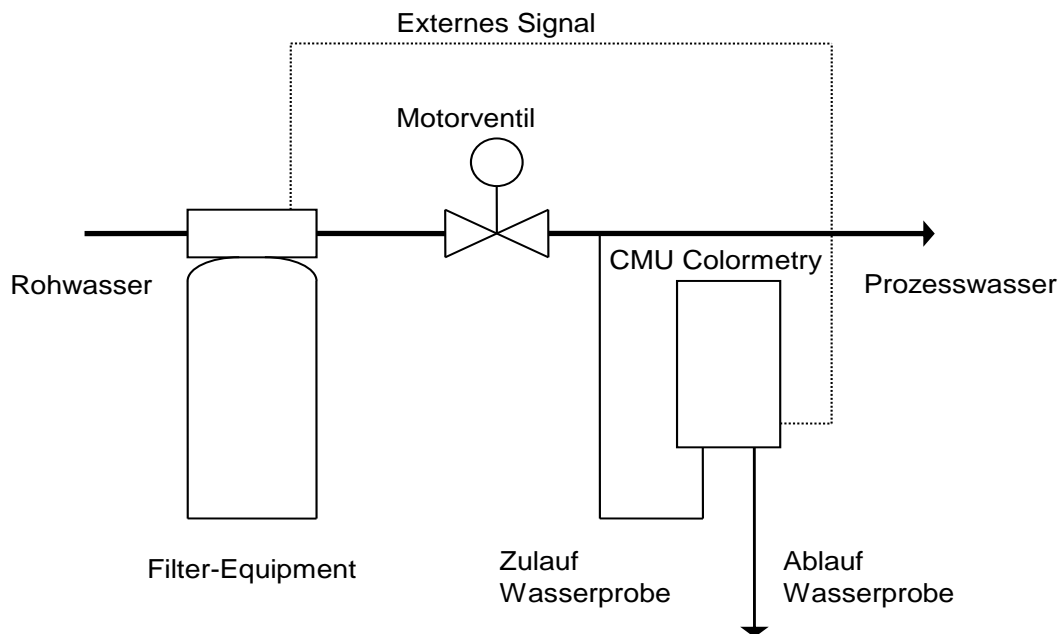 Externes Signal
Motorventil
CMU Colormetry
Rohwasser
Prozesswasser
Filter-Equipment
Zulauf
Wasserprobe
Ablauf
Wasserprobe